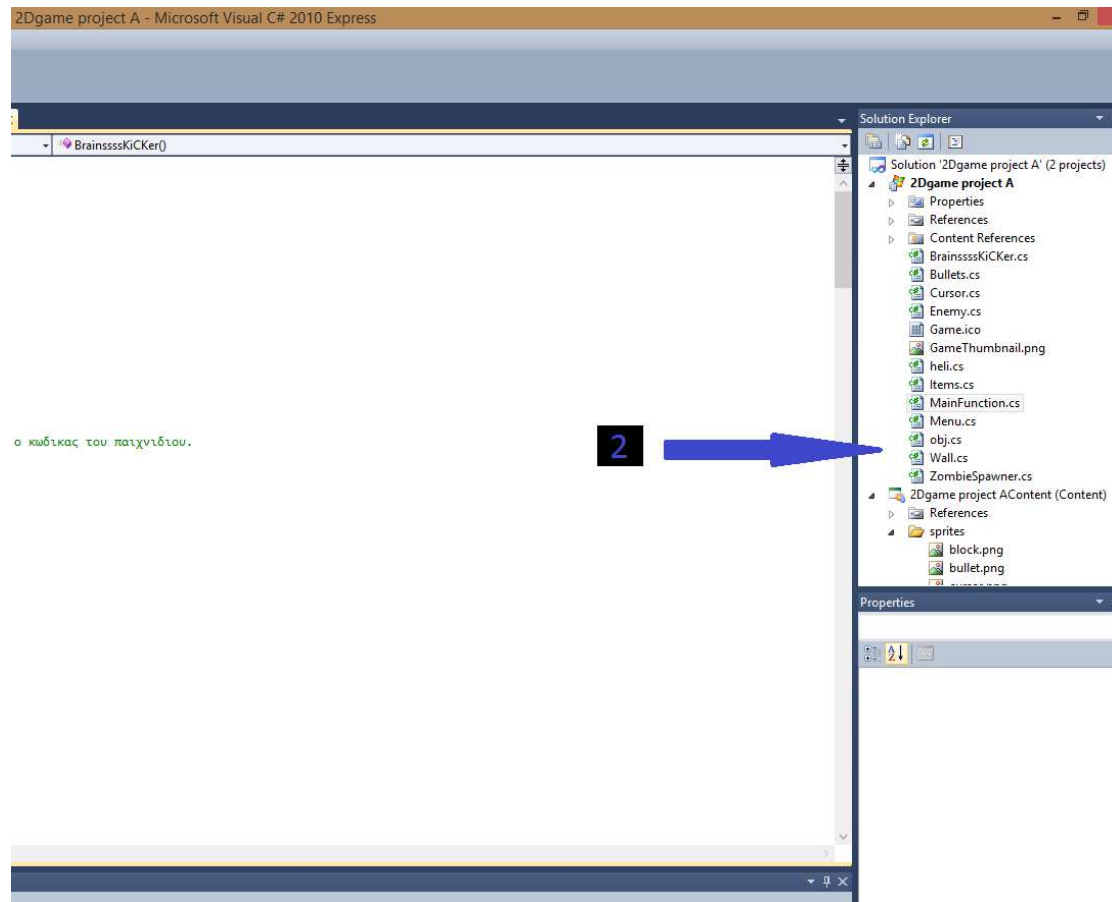 2Dgame project A - Microsoft Visual C# 2010 Express
BrainssssKiCKer()
ο κωδικας του παιχνιδιου.
2
Solution Explorer
Solution '2Dgame project A' (2 projects)
2Dgame project A
Properties
References
Content References
BrainssssKiCKer.cs
Bullets.cs
Cursor.cs
Enemy.cs
Game.ico
GameThumbnail.png
heli.cs
Items.cs
MainFunction.cs
Menu.cs
obj.cs
Wall.cs
ZombieSpawner.cs
2Dgame project AContent (Content)
References
sprites
block.png
bullet.png
Properties